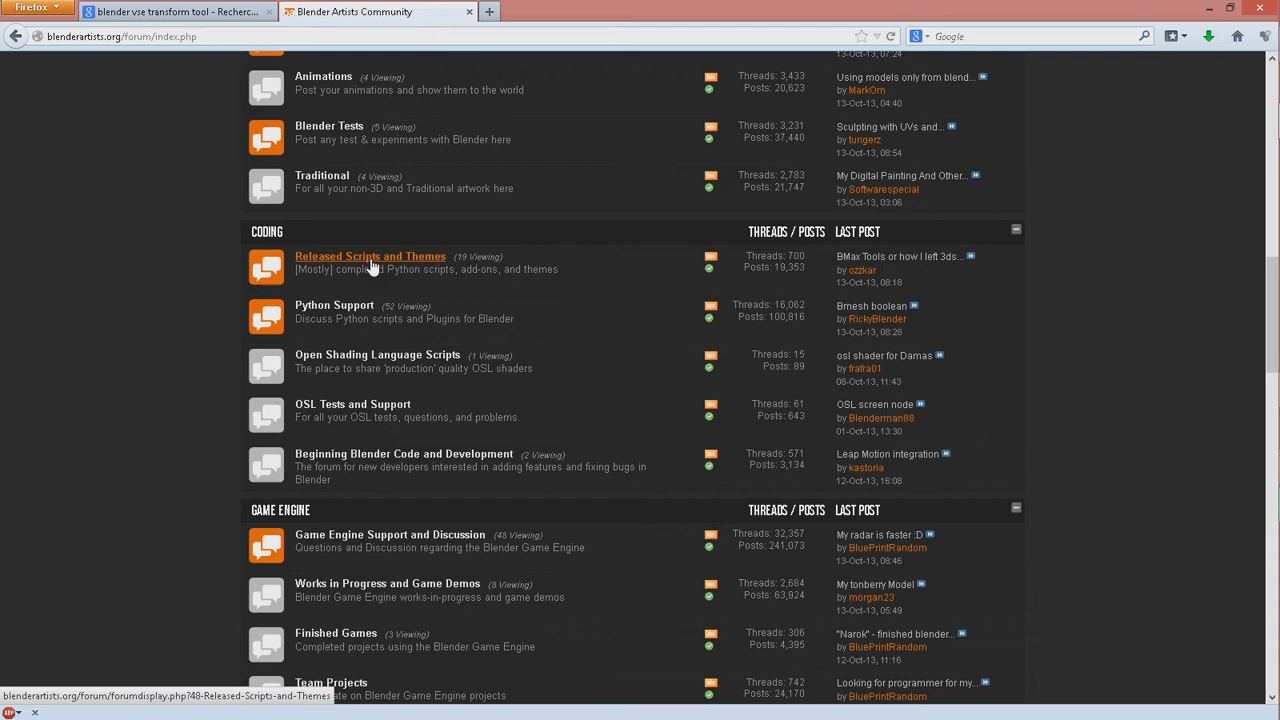 Firefox
blender vse transform tool - Recherc...
Blender Artists Community
blenderartists.org/forum/index.php
Google
13-Oct-13, 07:54
Animations (4 Viewing)
Post your animations and show them to the world
Threads: 3,433
Posts: 20,623
Using models only from blend...
by MarkOm
13-Oct-13, 04:40
Blender Tests (5 Viewing)
Post any test & experiments with Blender here
Threads: 3,231
Posts: 37,440
Sculpting with UVs and...
by tungerz
13-Oct-13, 08:54
Traditional (4 Viewing)
For all your non-3D and Traditional artwork here
Threads: 2,783
Posts: 21,747
My Digital Painting And Other...
by Softwarespecial
13-Oct-13, 03:06
CODING
THREADS / POSTS
LAST POST
Released Scripts and Themes (19 Viewing)
[Mostly] completed Python scripts, add-ons, and themes
Threads: 700
Posts: 19,353
BMax Tools or how I left 3ds...
by ozzkar
13-Oct-13, 08:18
Python Support (52 Viewing)
Discuss Python scripts and Plugins for Blender
Threads: 16,062
Posts: 100,816
Bmesh boolean
by RickyBlender
13-Oct-13, 08:28
Open Shading Language Scripts (1 Viewing)
The place to share 'production' quality OSL shaders
Threads: 15
Posts: 89
osl shader for Damas
by frafra01
08-Oct-13, 11:43
OSL Tests and Support
For all your OSL tests, questions, and problems.
Threads: 61
Posts: 643
OSL screen node
by Blenderman88
01-Oct-13, 13:30
Beginning Blender Code and Development (2 Viewing)
The forum for new developers interested in adding features and fixing bugs in
Blender
Threads: 571
Posts: 3,134
Leap Motion integration
by kastoria
12-Oct-13, 16:08
GAME ENGINE
THREADS / POSTS
LAST POST
Game Engine Support and Discussion (48 Viewing)
Questions and Discussion regarding the Blender Game Engine
Threads: 32,357
Posts: 241,073
My radar is faster :D
by BluePrintRandom
13-Oct-13, 08:46
Works in Progress and Game Demos (8 Viewing)
Blender Game Engine works-in-progress and game demos
Threads: 2,684
Posts: 63,924
My tonberry Model
by morgan23
13-Oct-13, 05:49
Finished Games (3 Viewing)
Completed projects using the Blender Game Engine
Threads: 306
Posts: 4,395
"Narok" - finished blender...
by BluePrintRandom
12-Oct-13, 11:16
Team Projects
ate on Blender Game Engine projects
Threads: 742
Posts: 24,170
Looking for programmer for my...
by BluePrintRandom
blenderartists.org/forum/forumdisplay.php?48-Released-Scripts-and-Themes
ABP